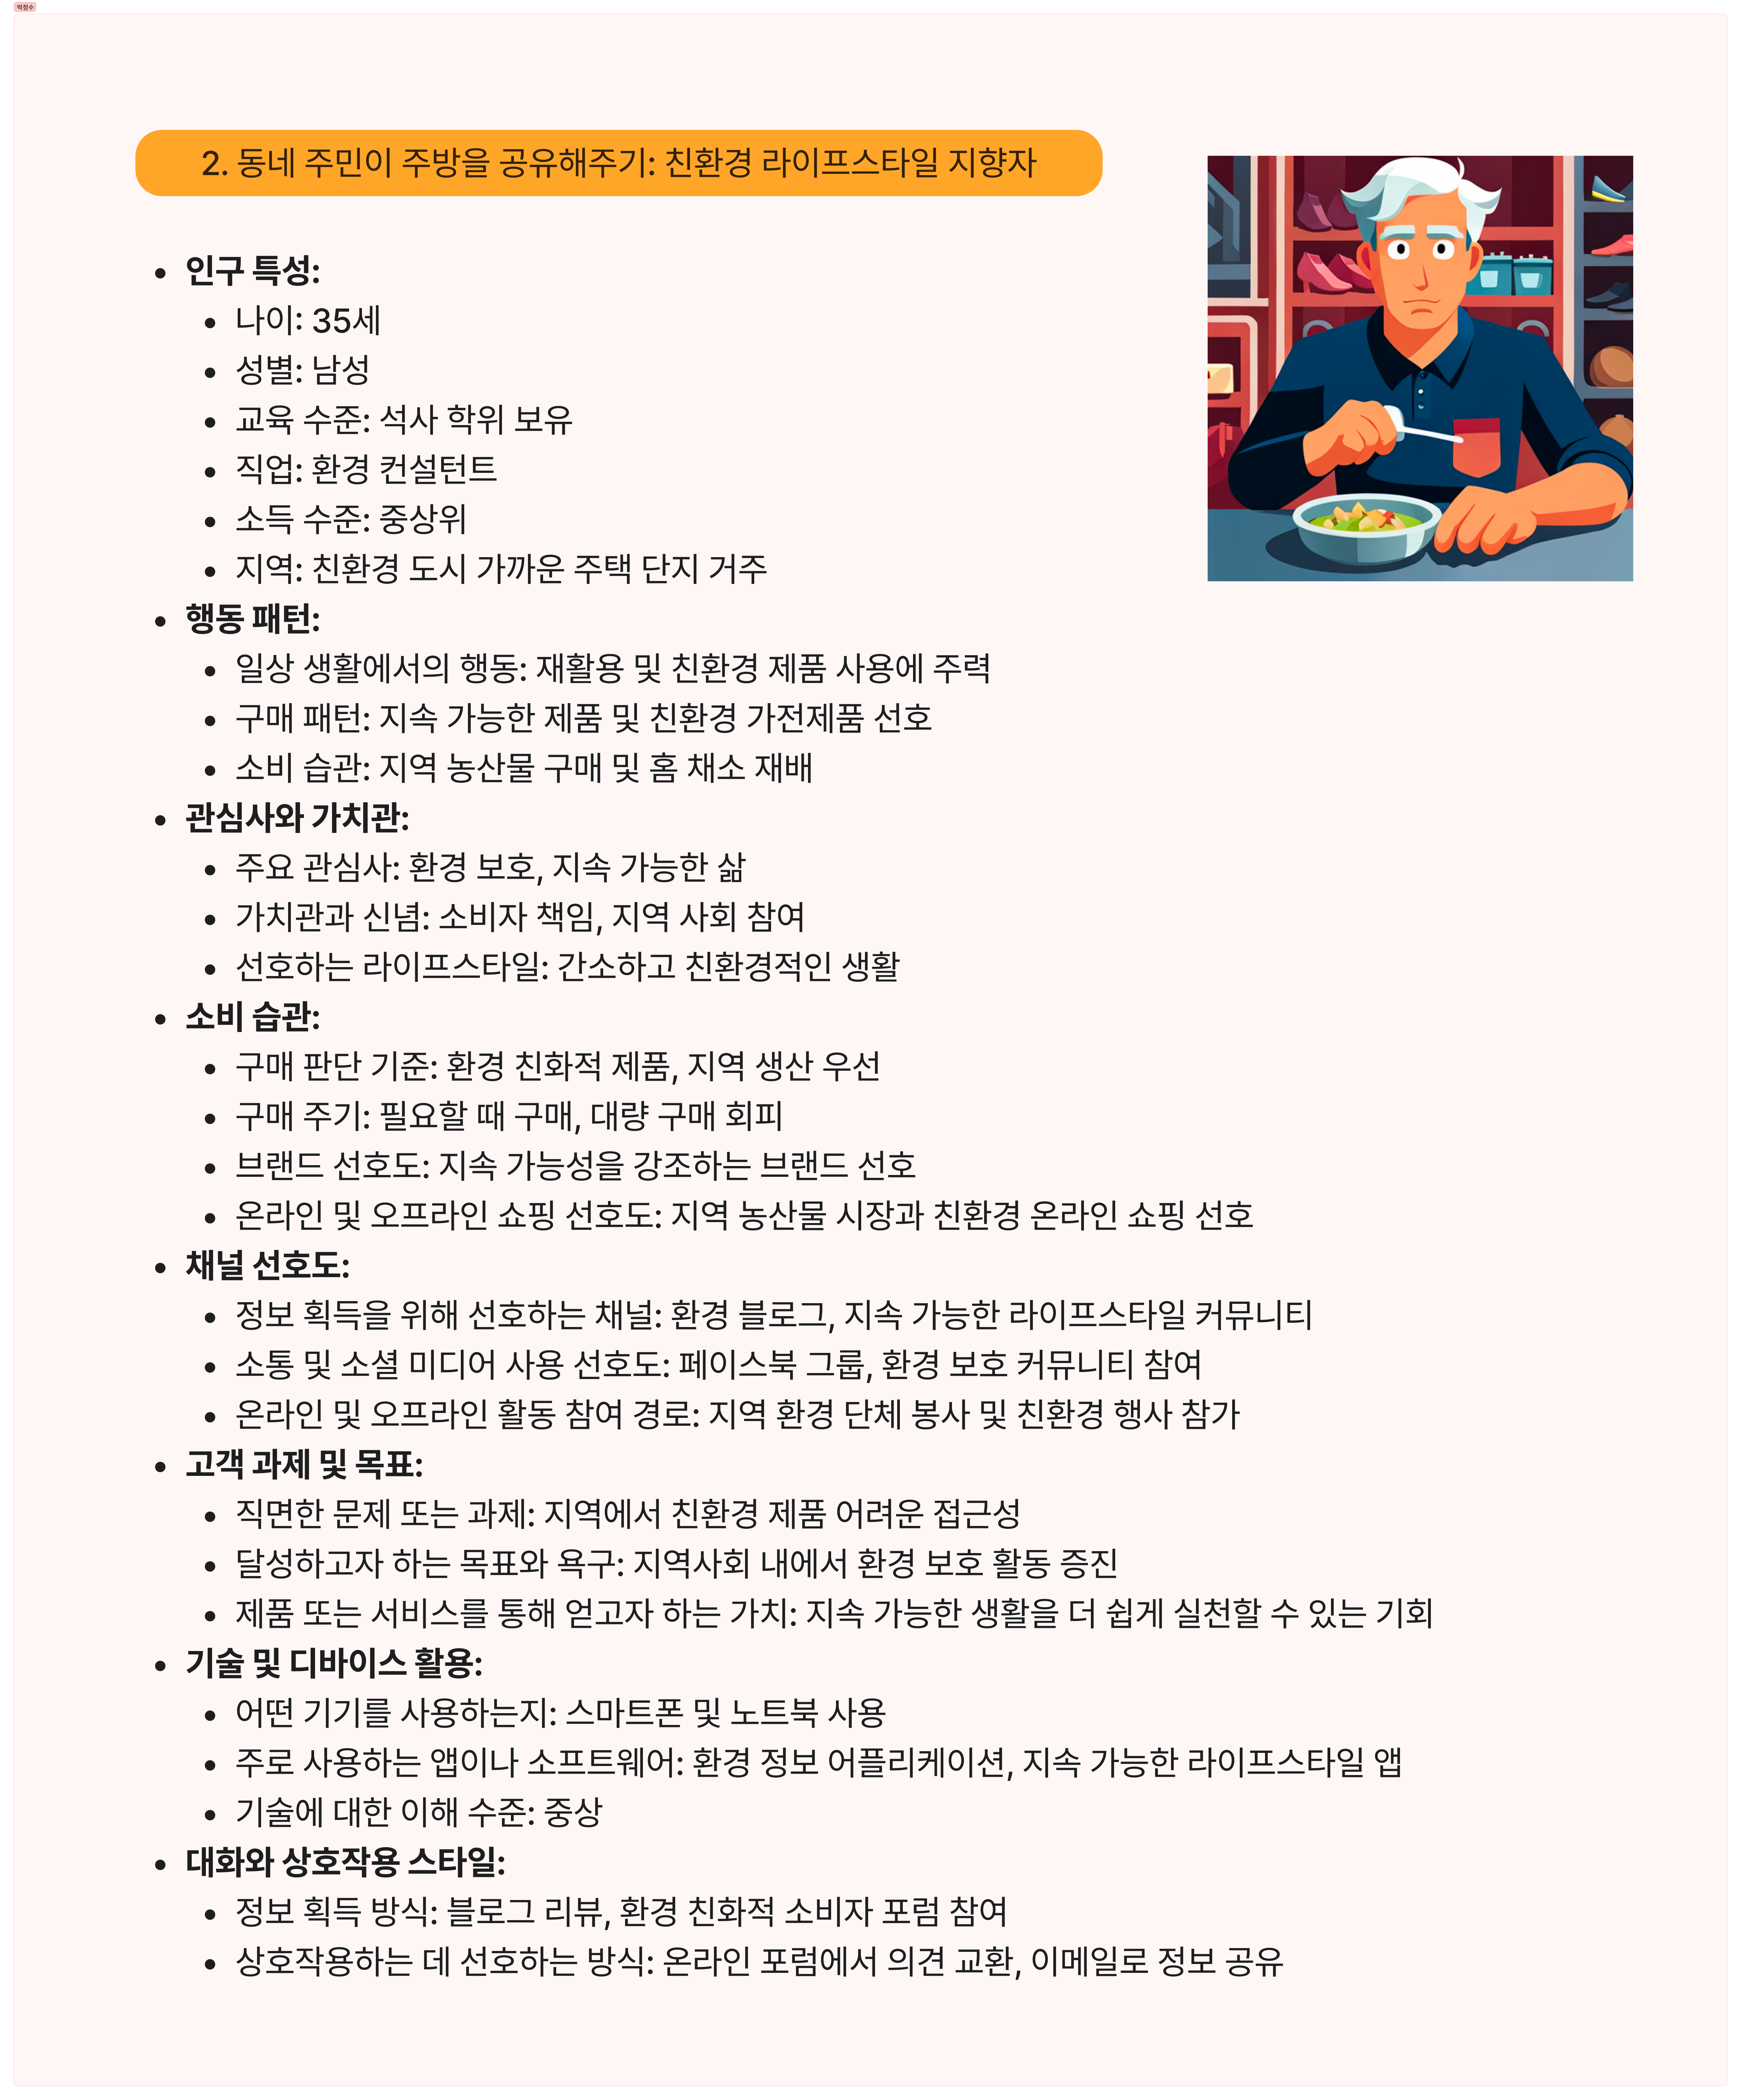 박정수
2. 동네 주민이 주방을 공유해주기: 친환경 라이프스타일 지향자
• 인구 특성:
• 나이: 35세
• 성별: 남성
• 교육 수준: 석사 학위 보유
• 직업: 환경 컨설턴트
• 소득 수준: 중상위
• 지역: 친환경 도시 가까운 주택 단지 거주
• 행동 패턴:
• 일상 생활에서의 행동: 재활용 및 친환경 제품 사용에 주력
• 구매 패턴: 지속 가능한 제품 및 친환경 가전제품 선호
• 소비 습관: 지역 농산물 구매 및 홈 채소 재배
• 관심사와 가치관:
• 주요 관심사: 환경 보호, 지속 가능한 삶
• 가치관과 신념: 소비자 책임, 지역 사회 참여
• 선호하는 라이프스타일: 간소하고 친환경적인 생활
• 소비 습관:
• 구매 판단 기준: 환경 친화적 제품, 지역 생산 우선
• 구매 주기: 필요할 때 구매, 대량 구매 회피
• 브랜드 선호도: 지속 가능성을 강조하는 브랜드 선호
• 온라인 및 오프라인 쇼핑 선호도: 지역 농산물 시장과 친환경 온라인 쇼핑 선호
• 채널 선호도:
• 정보 획득을 위해 선호하는 채널: 환경 블로그, 지속 가능한 라이프스타일 커뮤니티
• 소통 및 소셜 미디어 사용 선호도: 페이스북 그룹, 환경 보호 커뮤니티 참여
• 온라인 및 오프라인 활동 참여 경로: 지역 환경 단체 봉사 및 친환경 행사 참가
• 고객 과제 및 목표:
• 직면한 문제 또는 과제: 지역에서 친환경 제품 어려운 접근성
• 달성하고자 하는 목표와 욕구: 지역사회 내에서 환경 보호 활동 증진
• 제품 또는 서비스를 통해 얻고자 하는 가치: 지속 가능한 생활을 더 쉽게 실천할 수 있는 기회
• 기술 및 디바이스 활용:
• 어떤 기기를 사용하는지: 스마트폰 및 노트북 사용
• 주로 사용하는 앱이나 소프트웨어: 환경 정보 어플리케이션, 지속 가능한 라이프스타일 앱
• 기술에 대한 이해 수준: 중상
• 대화와 상호작용 스타일:
• 정보 획득 방식: 블로그 리뷰, 환경 친화적 소비자 포럼 참여
• 상호작용하는 데 선호하는 방식: 온라인 포럼에서 의견 교환, 이메일로 정보 공유